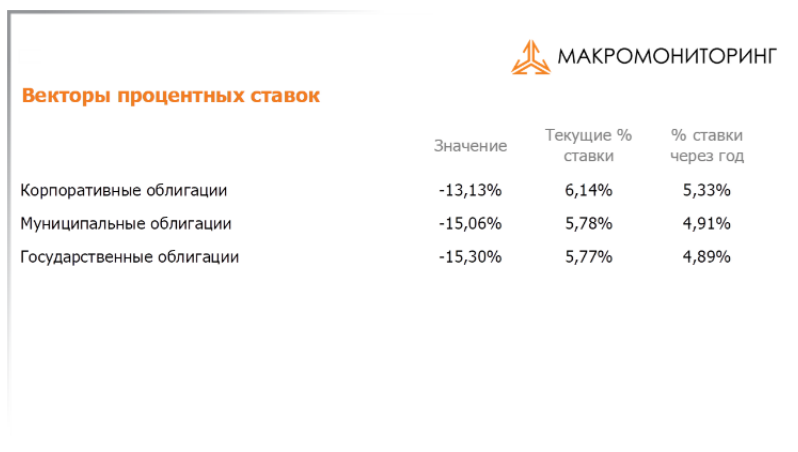 МАКРОМОНИТОРИНГ
Векторы процентных ставок
Значение Текущие % ставки % ставки через год
Корпоративные облигации -13,13% 6,14% 5,33%
Муниципальные облигации -15,06% 5,78% 4,91%
Государственные облигации -15,30% 5,77% 4,89%